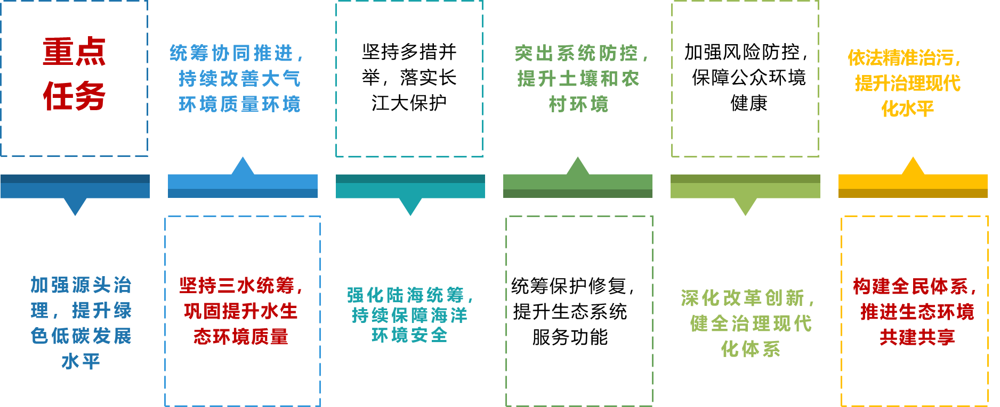 重点
任务
统筹协同推进，
持续改善大气
环境质量环境
坚持多措并
举，落实长
江大保护
突出系统防控，
提升土壤和农
村环境
加强风险防控，
保障公众环境
健康
依法精准治污，
提升治理现代
化水平
加强源头治
理，提升绿
色低碳发展
水平
坚持三水统筹，
巩固提升水生
态环境质量
强化陆海统筹，
持续保障海洋
环境安全
统筹保护修复，
提升生态系统
服务功能
深化改革创新，
健全治理现代
化体系
构建全民体系，
推进生态环境
共建共享